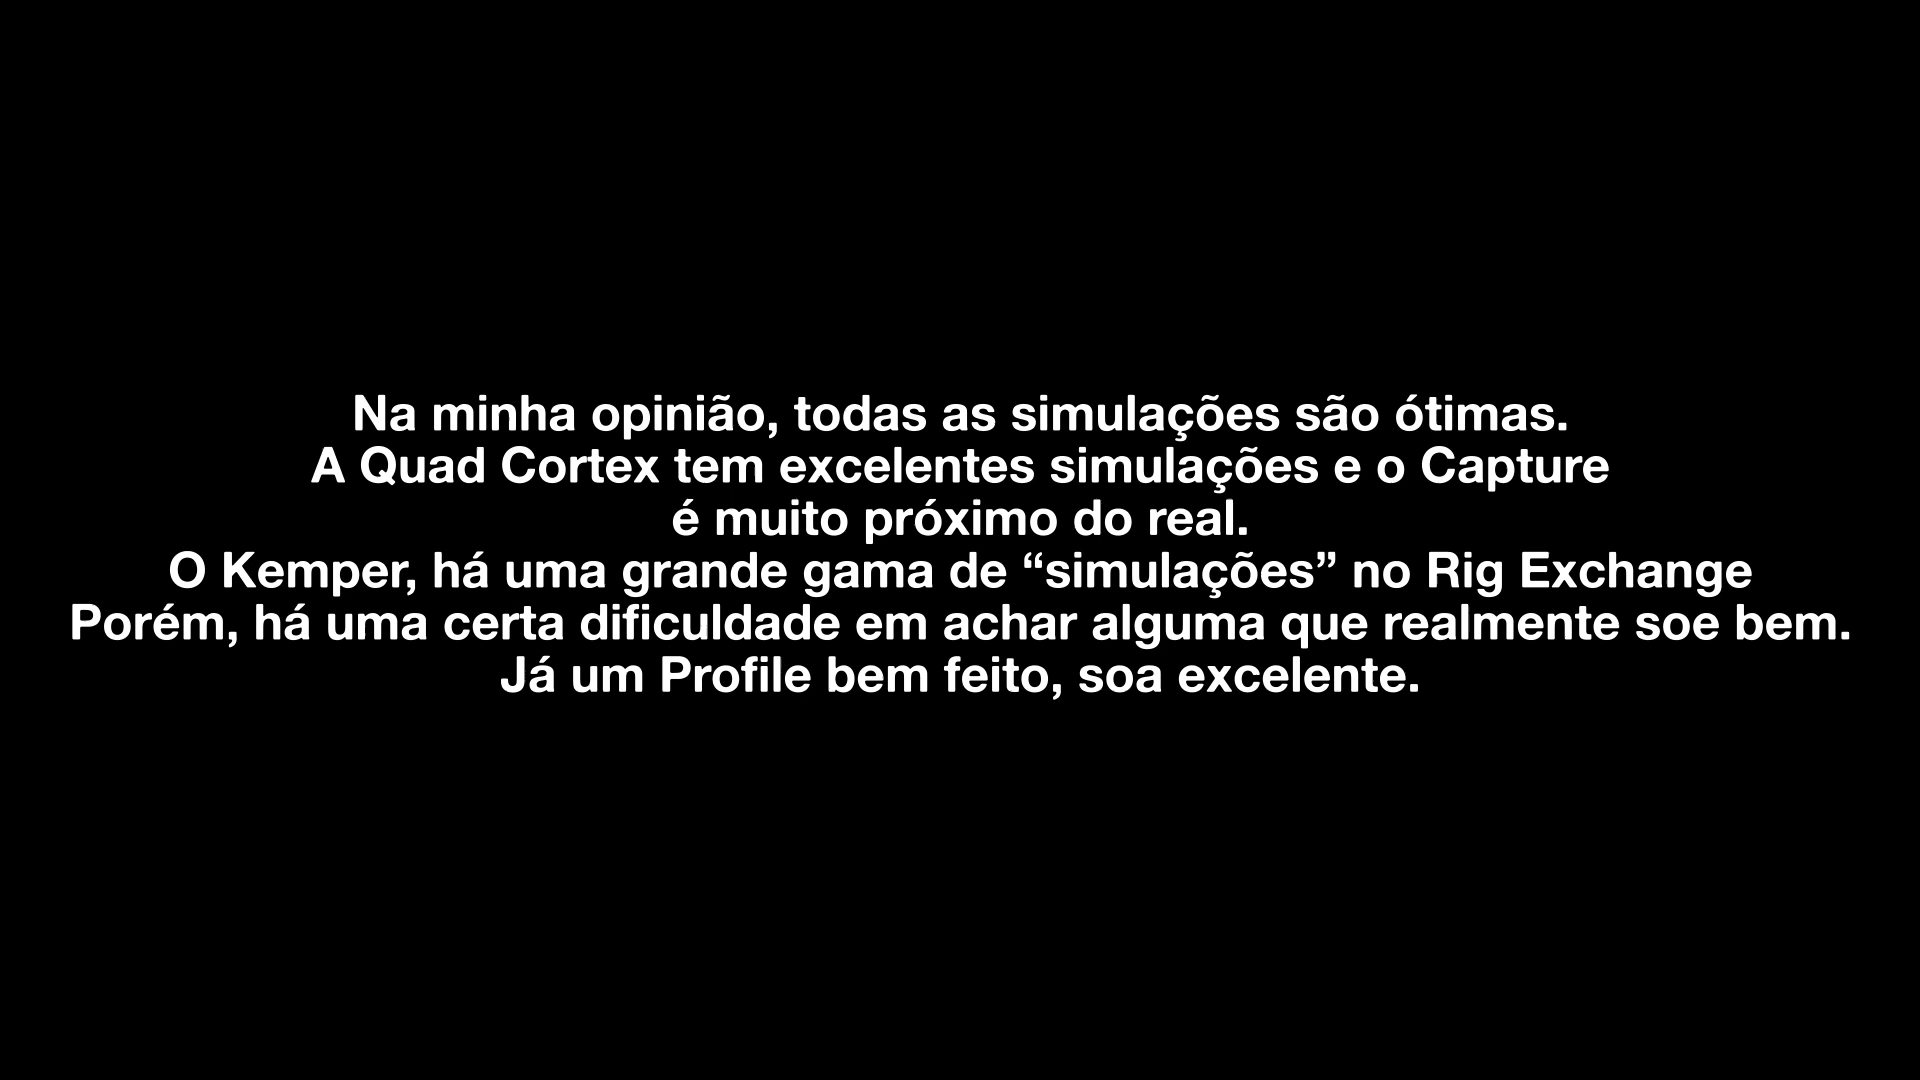 Na minha opinião, todas as simulações são ótimas.
A Quad Cortex tem excelentes simulações e o Capture
é muito próximo do real.
O Kemper, há uma grande gama de “simulações” no Rig Exchange
Porém, há uma certa dificuldade em achar alguma que realmente soe bem.
Já um Profile bem feito, soa excelente.